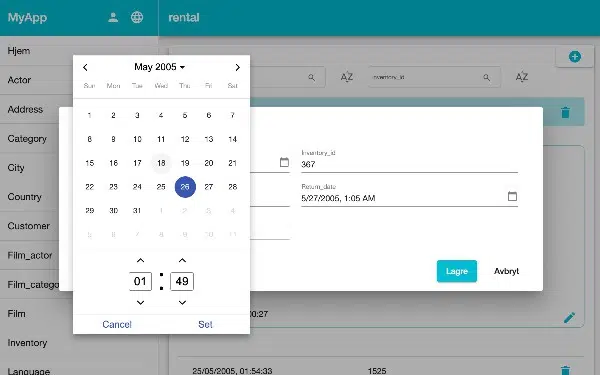 MyApp
rental
Hjem
Actor
Address
Category
City
Country
Customer
Film_actor
Film_catego
Film
Inventory
Language
inventory_id
May 2005
Sun Mon Tue Wed Thu Fri Sat
1 2 3 4 5 6 7
8 9 10 11 12 13 14
15 16 17 18 19 20 21
22 23 24 25 26 27 28
29 30 31 1 2 3 4
5 6 7 8 9 10 11
01 : 49
Cancel Set
Inventory_id
367
Return_date
5/27/2005, 1:05 AM
Lagre Avbryt
00:27
25/05/2005, 01:54:33 1525